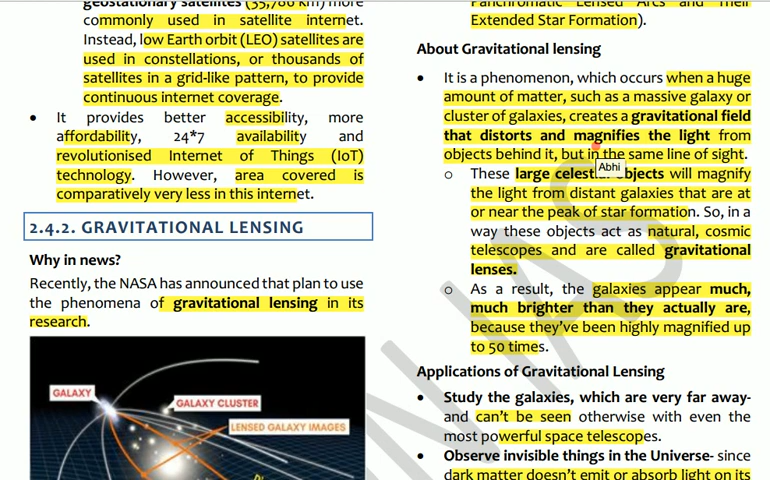 geostationary satellites (35,786 km) more
commonly used in satellite internet.
Instead, low Earth orbit (LEO) satellites are
used in constellations, or thousands of
satellites in a grid-like pattern, to provide
continuous internet coverage.
• It provides better accessibility, more
affordability, 24*7 availability and
revolutionised Internet of Things (IoT)
technology. However, area covered is
comparatively very less in this internet.
2.4.2. GRAVITATIONAL LENSING
Why in news?
Recently, the NASA has announced that plan to use
the phenomena of gravitational lensing in its
research.
GALAXY
GALAXY CLUSTER
LENSED GALAXY IMAGES
Panchromatic Lensed Arcs and Their
Extended Star Formation).
About Gravitational lensing
• It is a phenomenon, which occurs when a huge
amount of matter, such as a massive galaxy or
cluster of galaxies, creates a gravitational field
that distorts and magnifies the light from
objects behind it, but in the same line of sight.
Abhi
o These large celestial objects will magnify
the light from distant galaxies that are at
or near the peak of star formation. So, in a
way these objects act as natural, cosmic
telescopes and are called gravitational
lenses.
o As a result, the galaxies appear much,
much brighter than they actually are,
because they've been highly magnified up
to 50 times.
Applications of Gravitational Lensing
• Study the galaxies, which are very far away-
and can't be seen otherwise with even the
most powerful space telescopes.
• Observe invisible things in the Universe- since
dark matter doesn't emit or absorb light on its